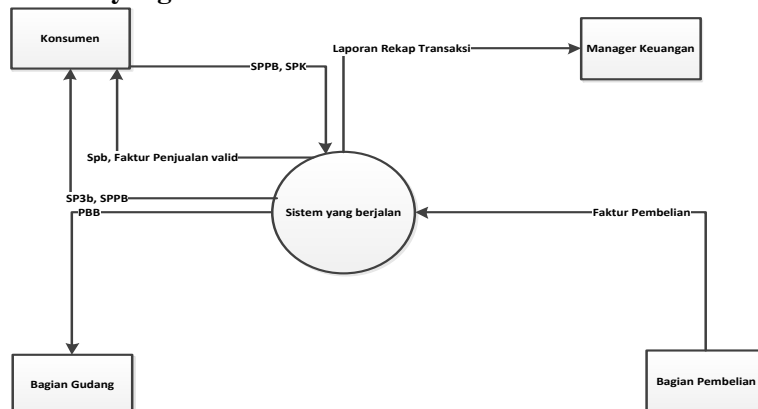 Konsumen
Laporan Rekap Transaksi
Manager Keuangan
SPPB, SPK
Spb, Faktur Penjualan valid
SP3b, SPPB
PBB
Sistem yang berjalan
Faktur Pembelian
Bagian Gudang
Bagian Pembelian